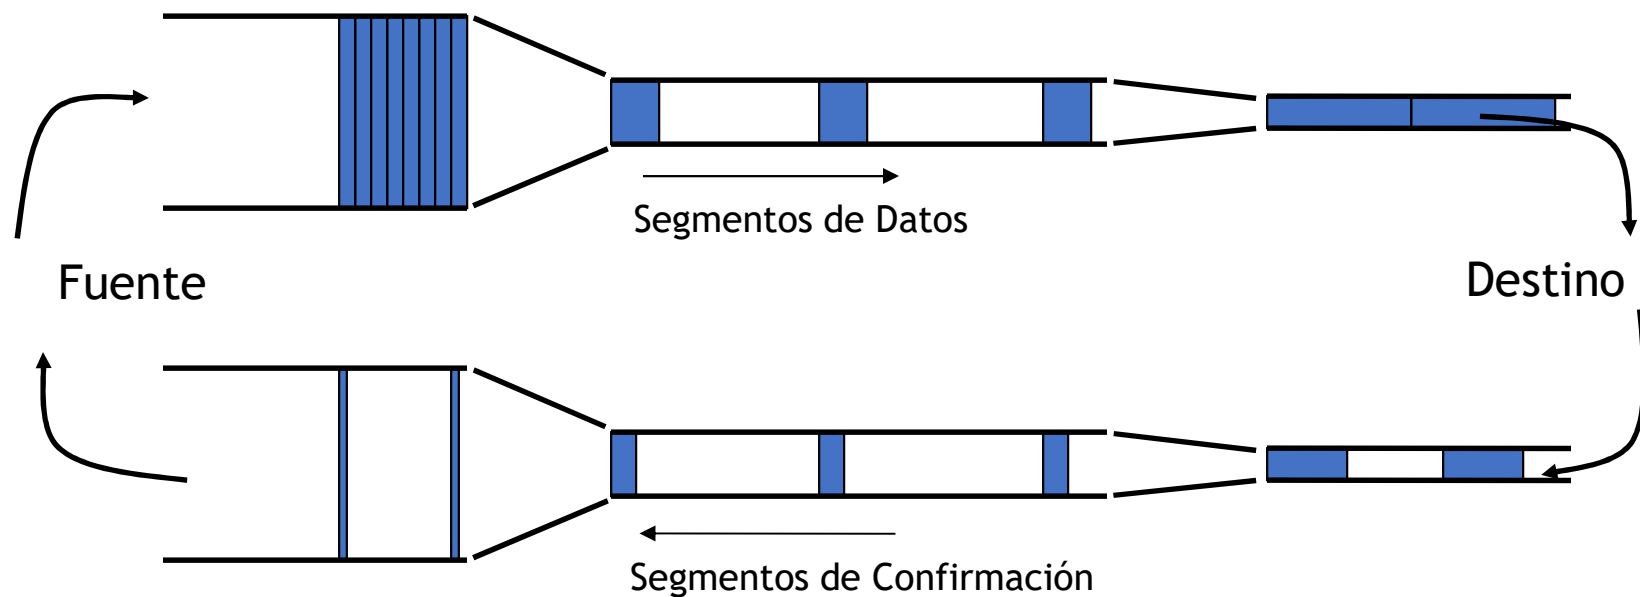 Segmentos de Datos
Fuente
Destino
Segmentos de Confirmación